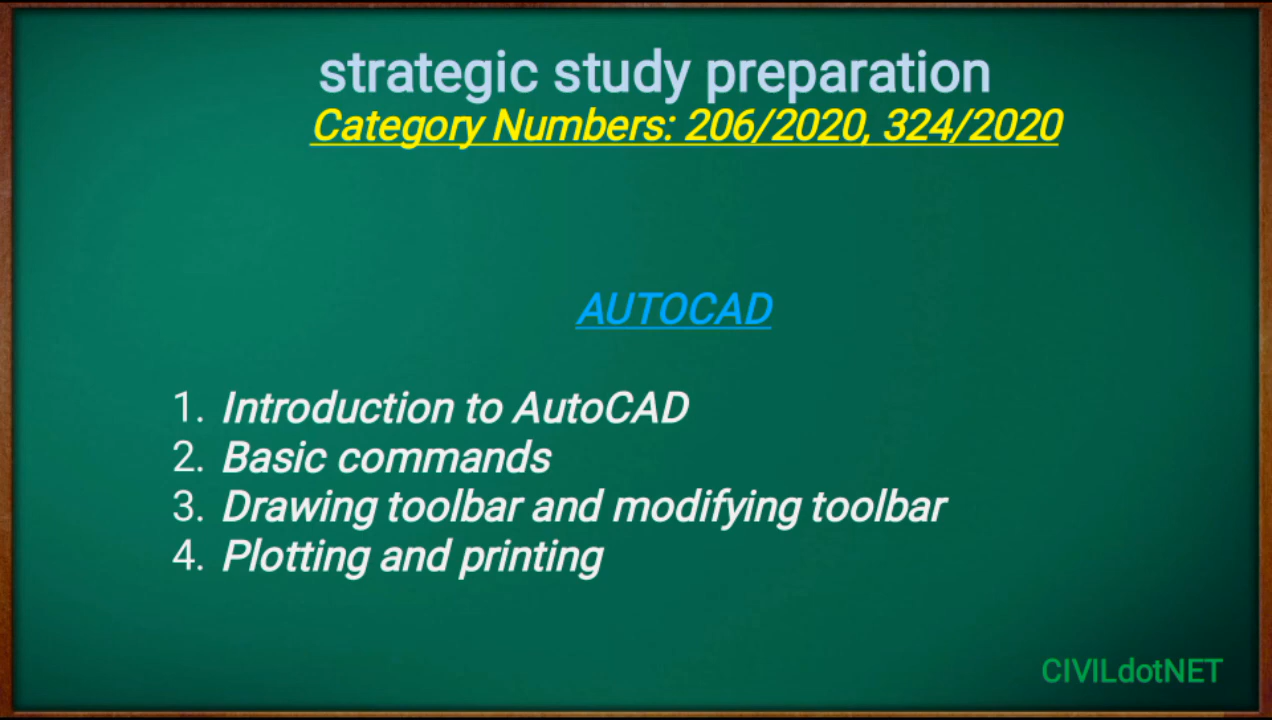 strategic study preparation
Category Numbers: 206/2020, 324/2020
AUTOCAD
1. Introduction to AutoCAD
2. Basic commands
3. Drawing toolbar and modifying toolbar
4. Plotting and printing
CIVILdotNET